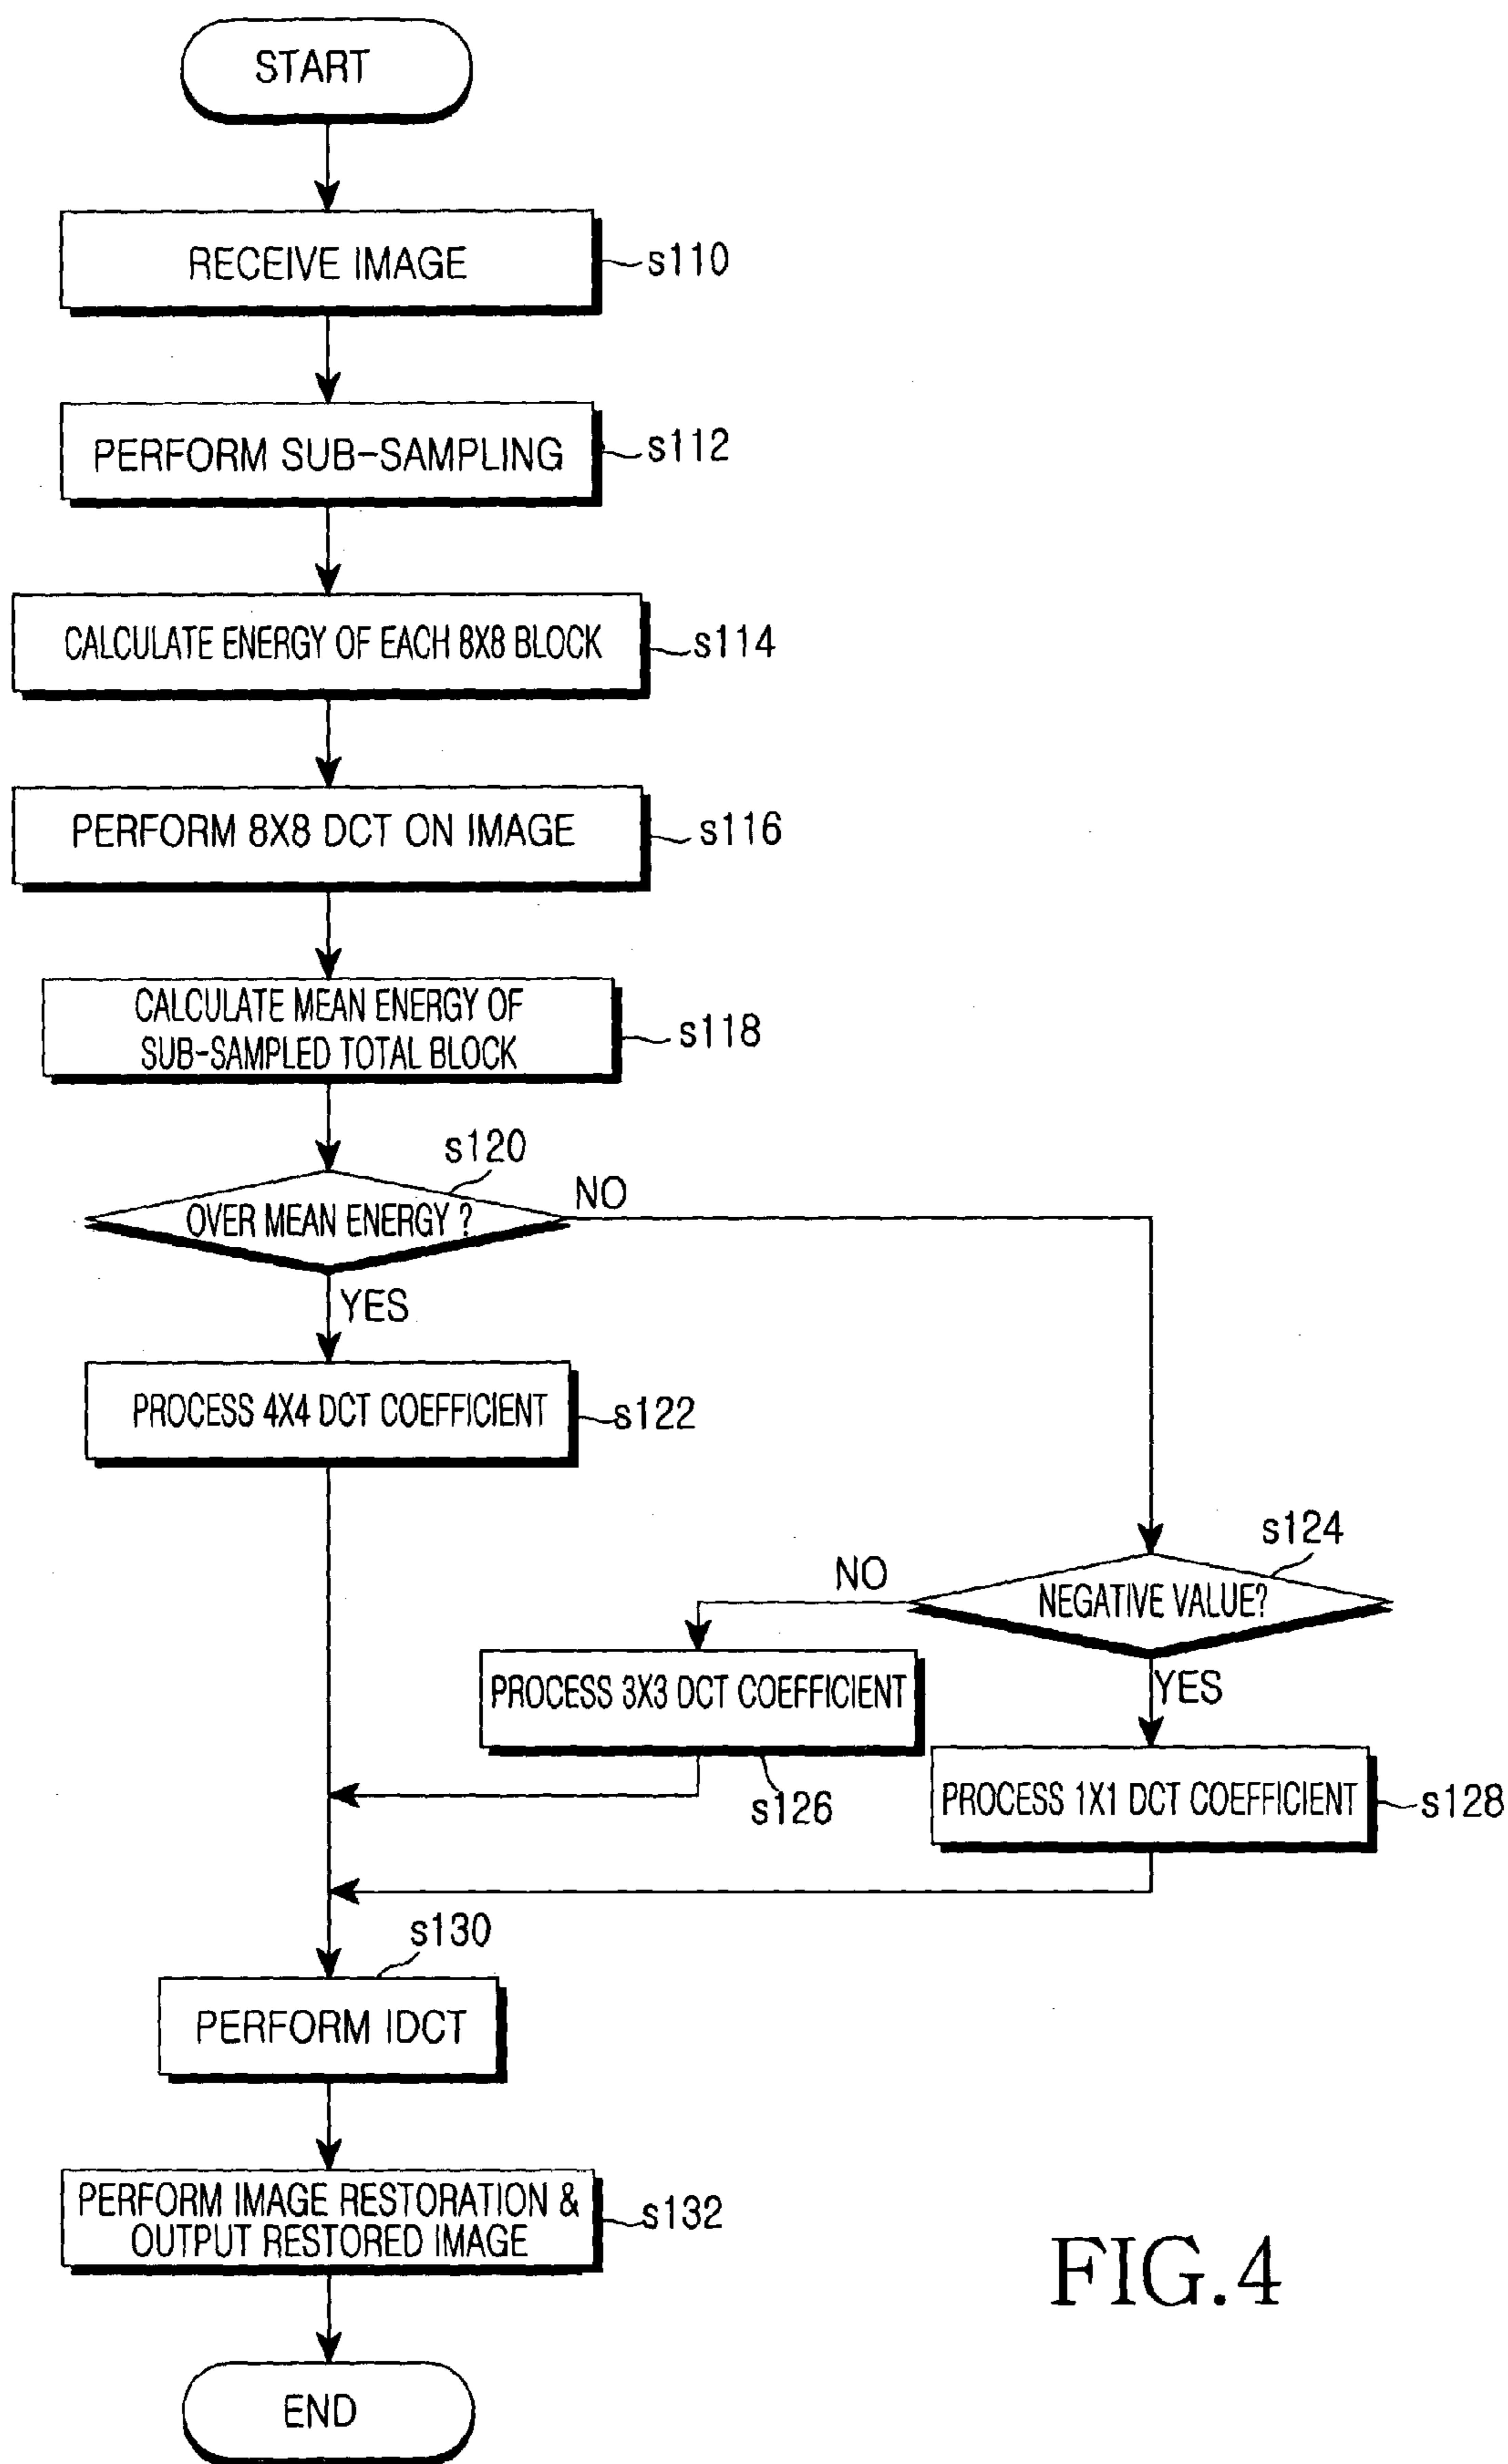 START
RECEIVE IMAGE
s110
PERFORM SUB-SAMPLING
s112
CALCULATE ENERGY OF EACH 8X8 BLOCK
s114
PERFORM 8X8 DCT ON IMAGE
s116
CALCULATE MEAN ENERGY OF
SUB-SAMPLED TOTAL BLOCK
s118
s120
OVER MEAN ENERGY ?
NO
YES
PROCESS 4X4 DCT COEFFICIENT
s122
s124
NEGATIVE VALUE?
NO
YES
PROCESS 3X3 DCT COEFFICIENT
s126
PROCESS 1X1 DCT COEFFICIENT
s128
s130
PERFORM IDCT
PERFORM IMAGE RESTORATION &
OUTPUT RESTORED IMAGE
s132
END
FIG.4